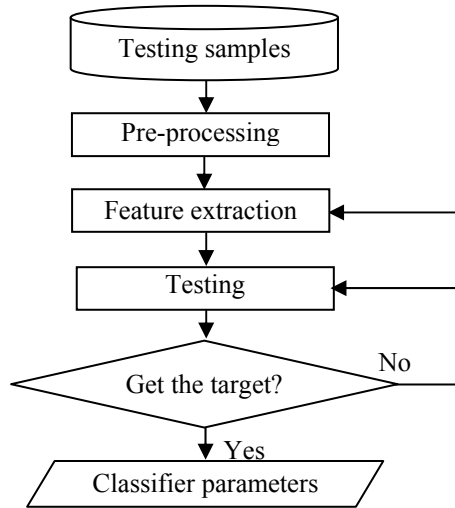 Testing samples
Pre-processing
Feature extraction
Testing
Get the target?
No
Yes
Classifier parameters